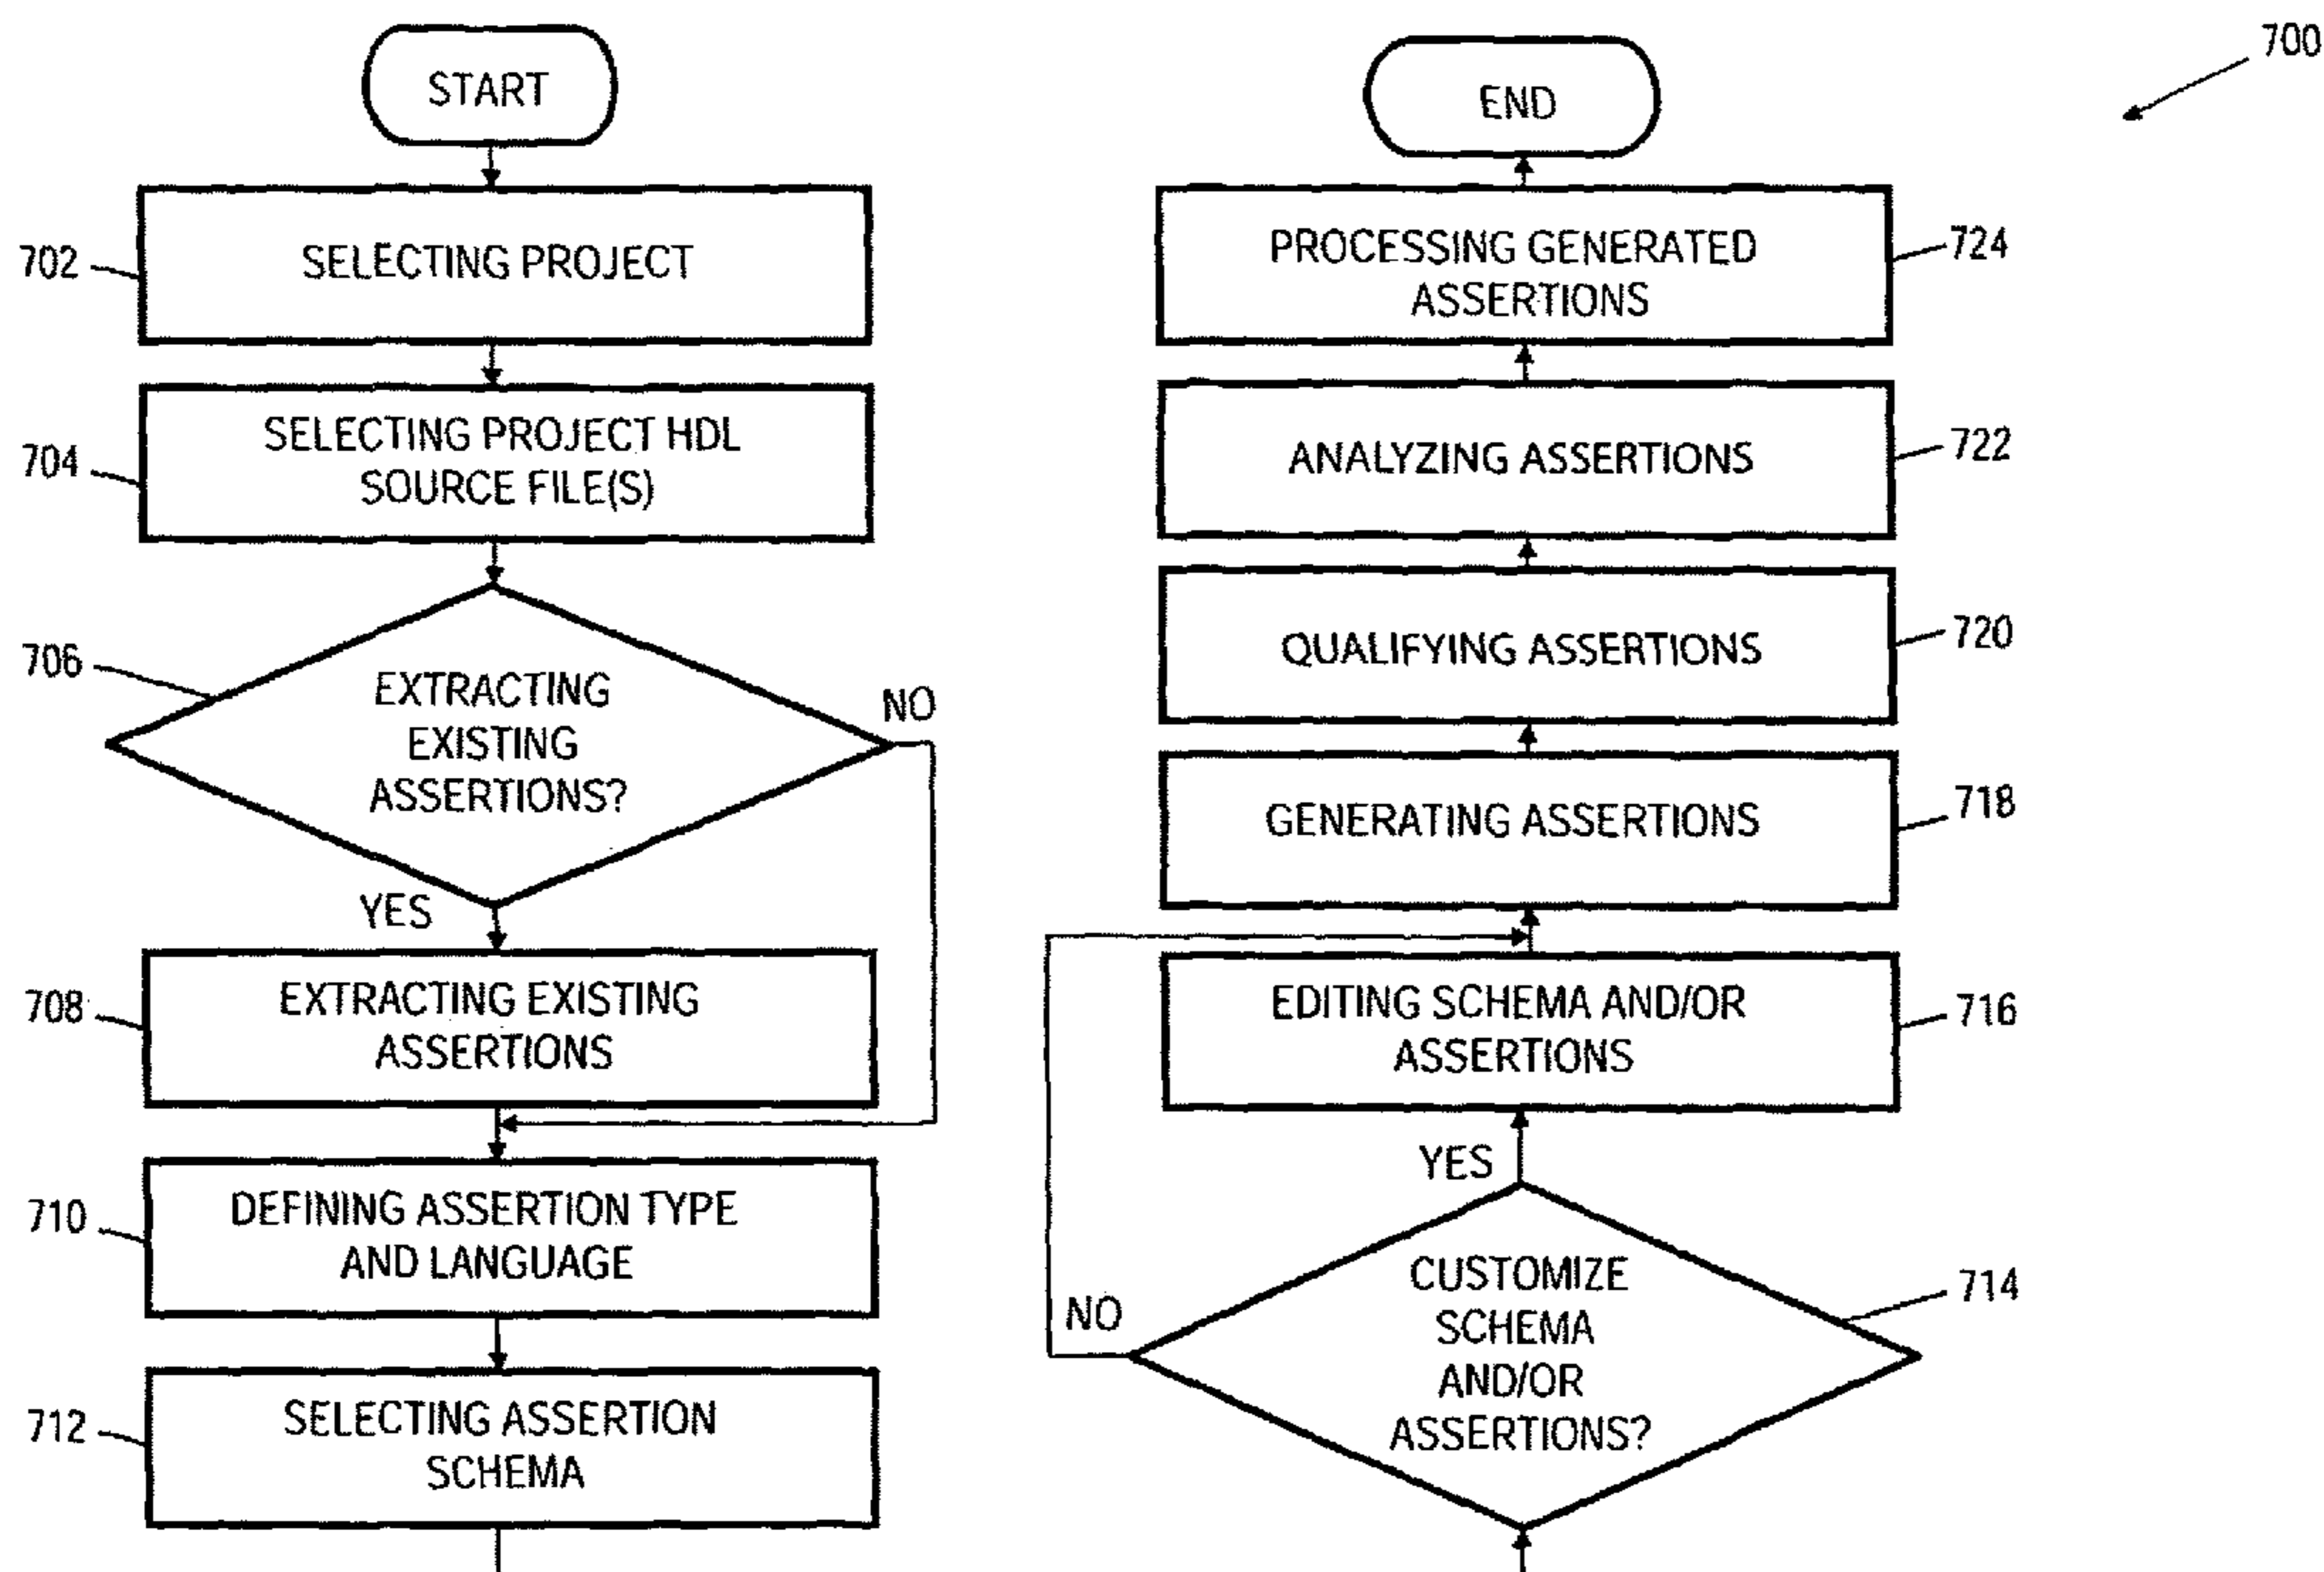 START
702
SELECTING PROJECT
704
SELECTING PROJECT HDL
SOURCE FILE(S)
706
EXTRACTING
EXISTING
ASSERTIONS?
NO
YES
708
EXTRACTING EXISTING
ASSERTIONS
710
DEFINING ASSERTION TYPE
AND LANGUAGE
712
SELECTING ASSERTION
SCHEMA
700
END
PROCESSING GENERATED
ASSERTIONS
724
ANALYZING ASSERTIONS
722
QUALIFYING ASSERTIONS
720
GENERATING ASSERTIONS
718
EDITING SCHEMA AND/OR
ASSERTIONS
716
YES
NO
CUSTOMIZE
SCHEMA
AND/OR
ASSERTIONS?
714